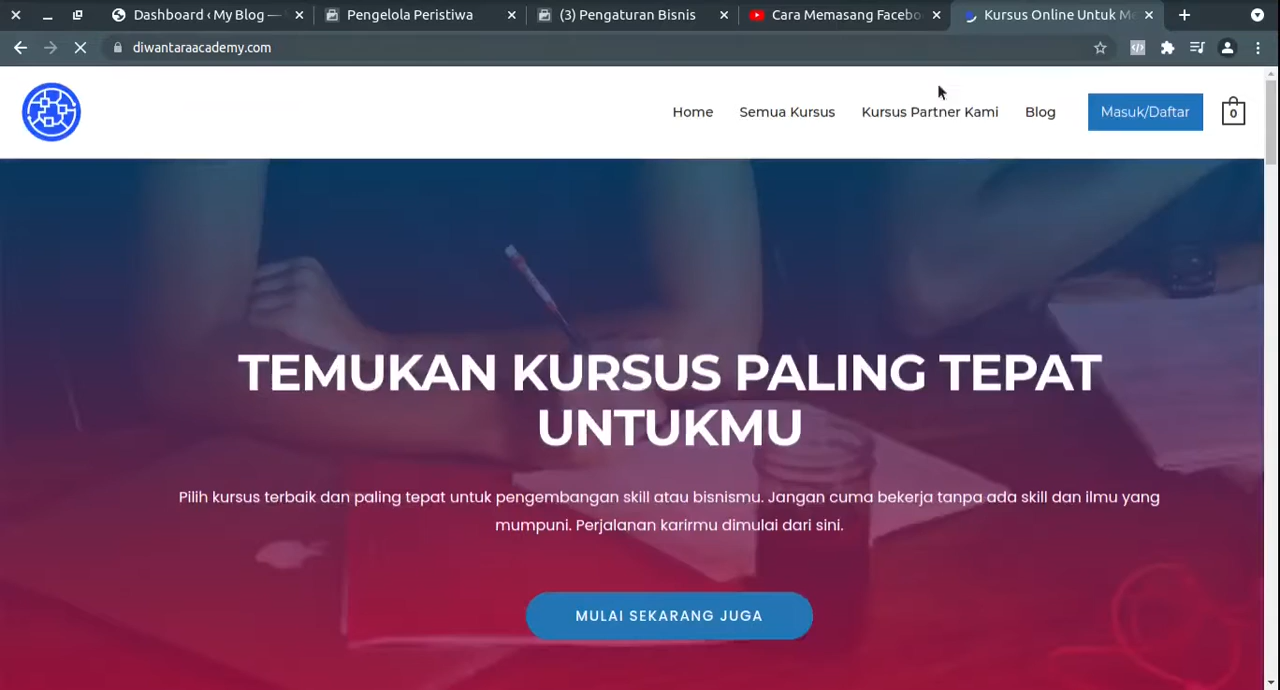 Dashboard ‹ My Blog —
Pengelola Peristiwa
(3) Pengaturan Bisnis
Cara Memasang Facebo
Kursus Online Untuk Me
diwantaraacademy.com
Home
Semua Kursus
Kursus Partner Kami
Blog
Masuk/Daftar
0
TEMUKAN KURSUS PALING TEPAT
UNTUKMU
Pilih kursus terbaik dan paling tepat untuk pengembangan skill atau bisnismu. Jangan cuma bekerja tanpa ada skill dan ilmu yang
mumpuni. Perjalanan karirmu dimulai dari sini.
MULAI SEKARANG JUGA